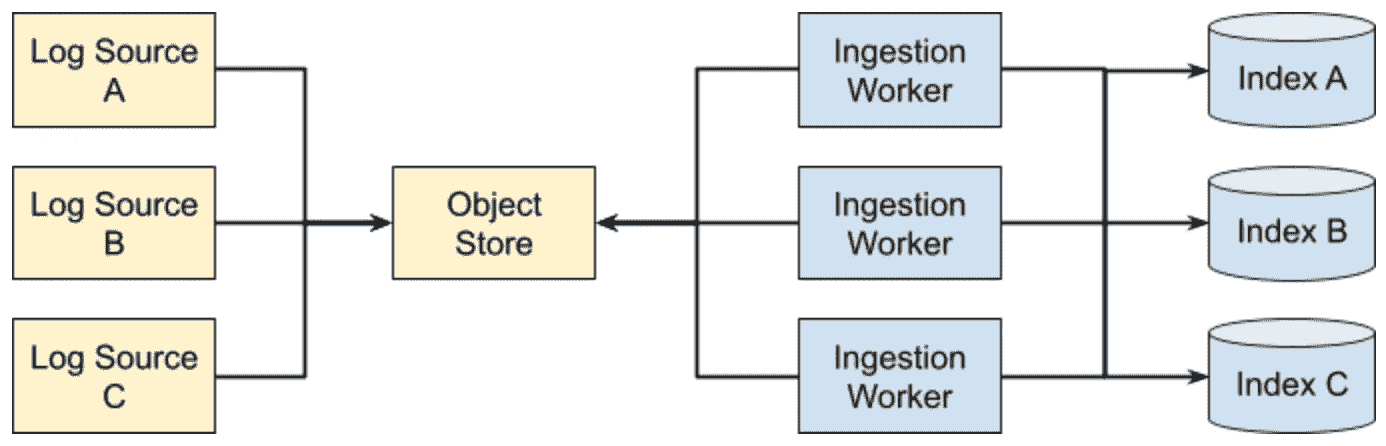 Log Source
A
Log Source
B
Log Source
C
Object
Store
Ingestion
Worker
Ingestion
Worker
Ingestion
Worker
Index A
Index B
Index C